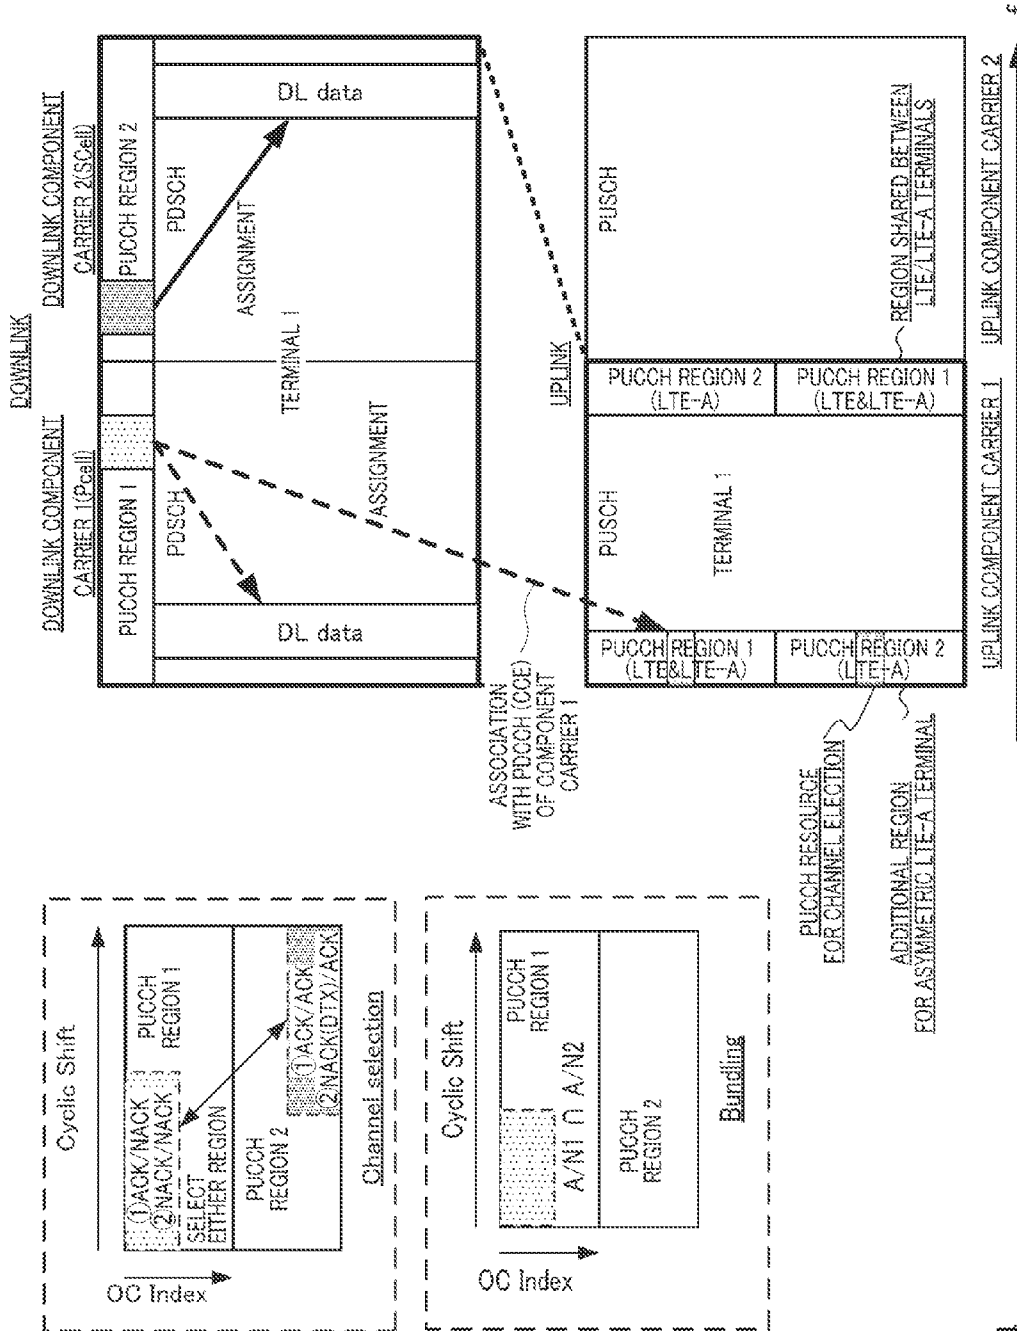 DOWNLINK
DOWNLINK COMPONENT
CARRIER 1(Pcell)
DOWNLINK COMPONENT
CARRIER 2(SCell)
PUCCH REGION 1
PUCCH REGION 2
PDSCH
PDSCH
ASSIGNMENT
ASSIGNMENT
TERMINAL 1
DL data
DL data
ASSOCIATION
WITH PDCCH (CCE)
OF COMPONENT
CARRIER 1
UPLINK
PUCCH REGION 1
(LTE&LTE-A)
PUCCH REGION 2
(LTE-A)
PUSCH
TERMINAL 1
PUCCH REGION 2
(LTE-A)
PUCCH REGION 1
(LTE&LTE-A)
PUSCH
REGION SHARED BETWEEN
LTE/LTE-A TERMINALS
UPLINK COMPONENT CARRIER 1
UPLINK COMPONENT CARRIER 2
f
PUCCH RESOURCE
FOR CHANNEL ELECTION
ADDITIONAL REGION
FOR ASYMMETRIC LTE-A TERMINAL
Cyclic Shift
OC Index
①ACK/NACK
②NACK/NACK
PUCCH
REGION 1
SELECT
EITHER REGION
PUCCH
REGION 2
①ACK/ACK
②NACK(DTX)/ACK
Channel selection
Cyclic Shift
OC Index
PUCCH
REGION 1
A/N1 ∩ A/N2
PUCCH
REGION 2
Bundling